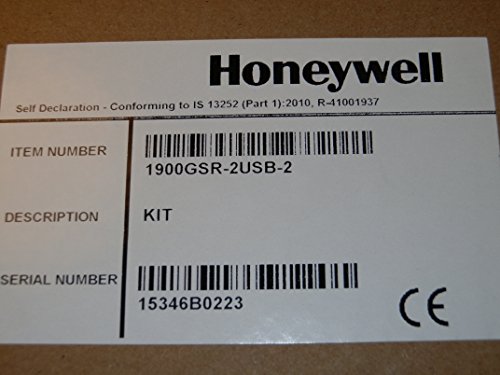 Honeywell
Self Declaration - Conforming to IS 13252 (Part 1):2010, R-41001937
ITEM NUMBER
1900GSR-2USB-2
DESCRIPTION
KIT
SERIAL NUMBER
15346B0223
CE